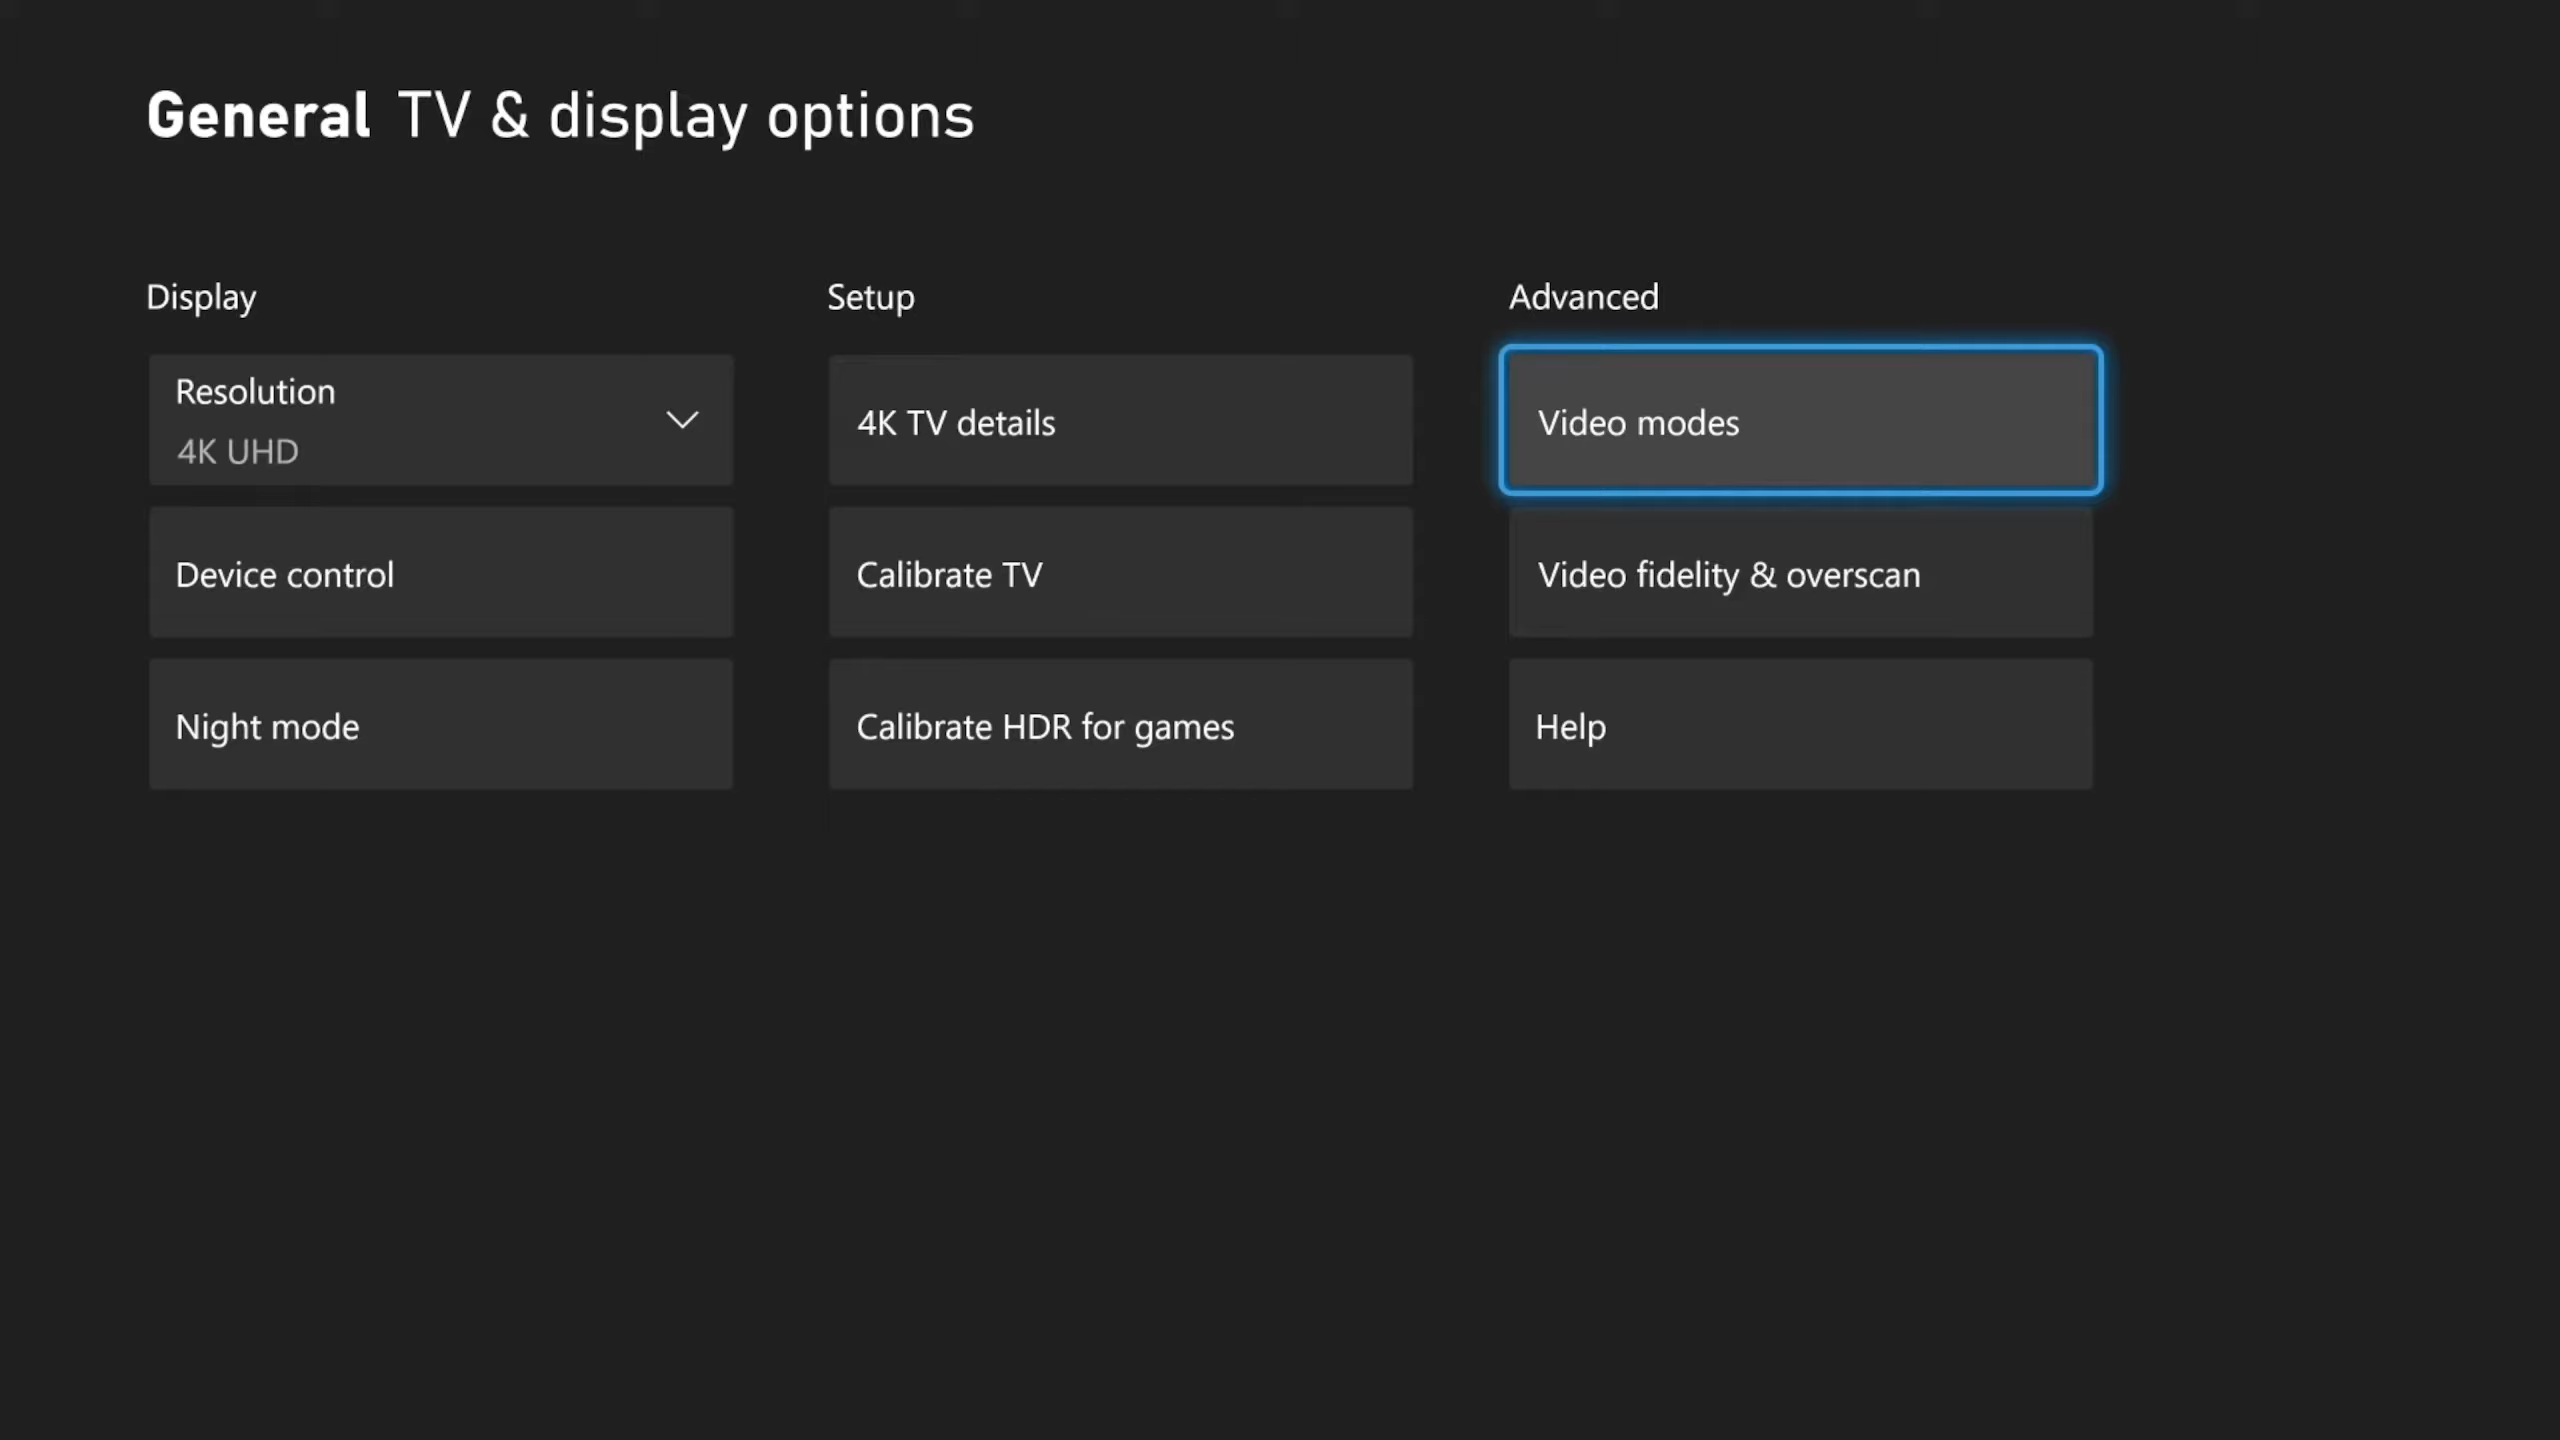 General TV & display options
Display
Resolution
4K UHD
Device control
Night mode
Setup
4K TV details
Calibrate TV
Calibrate HDR for games
Advanced
Video modes
Video fidelity & overscan
Help